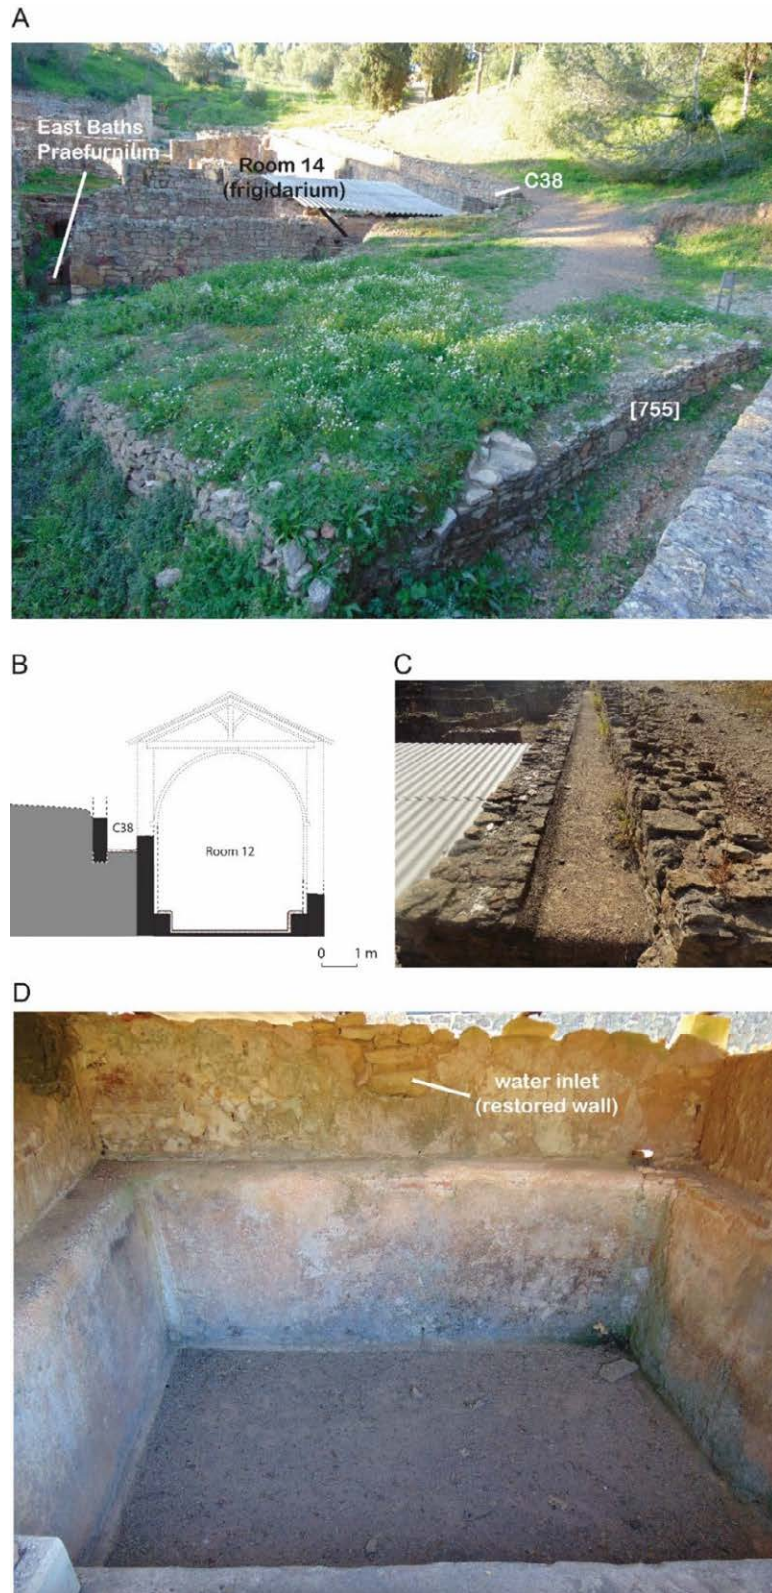 A
East Baths
Praefurnium
Room 14
(frigidarium)
C38
[755]
B
C38
Room 12
0 1 m
C
D
water inlet
(restored wall)